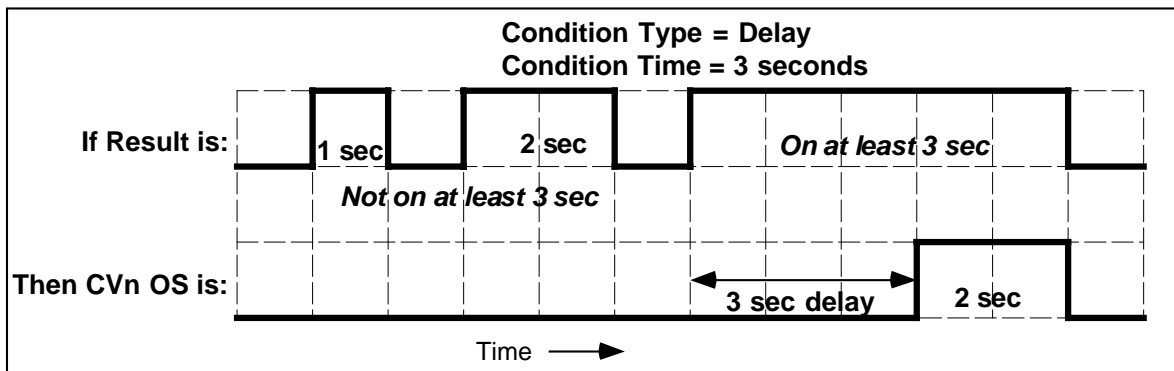 Condition Type = Delay
Condition Time = 3 seconds
If Result is:
1 sec
2 sec
On at least 3 sec
Not on at least 3 sec
Then CVn OS is:
3 sec delay
2 sec
Time